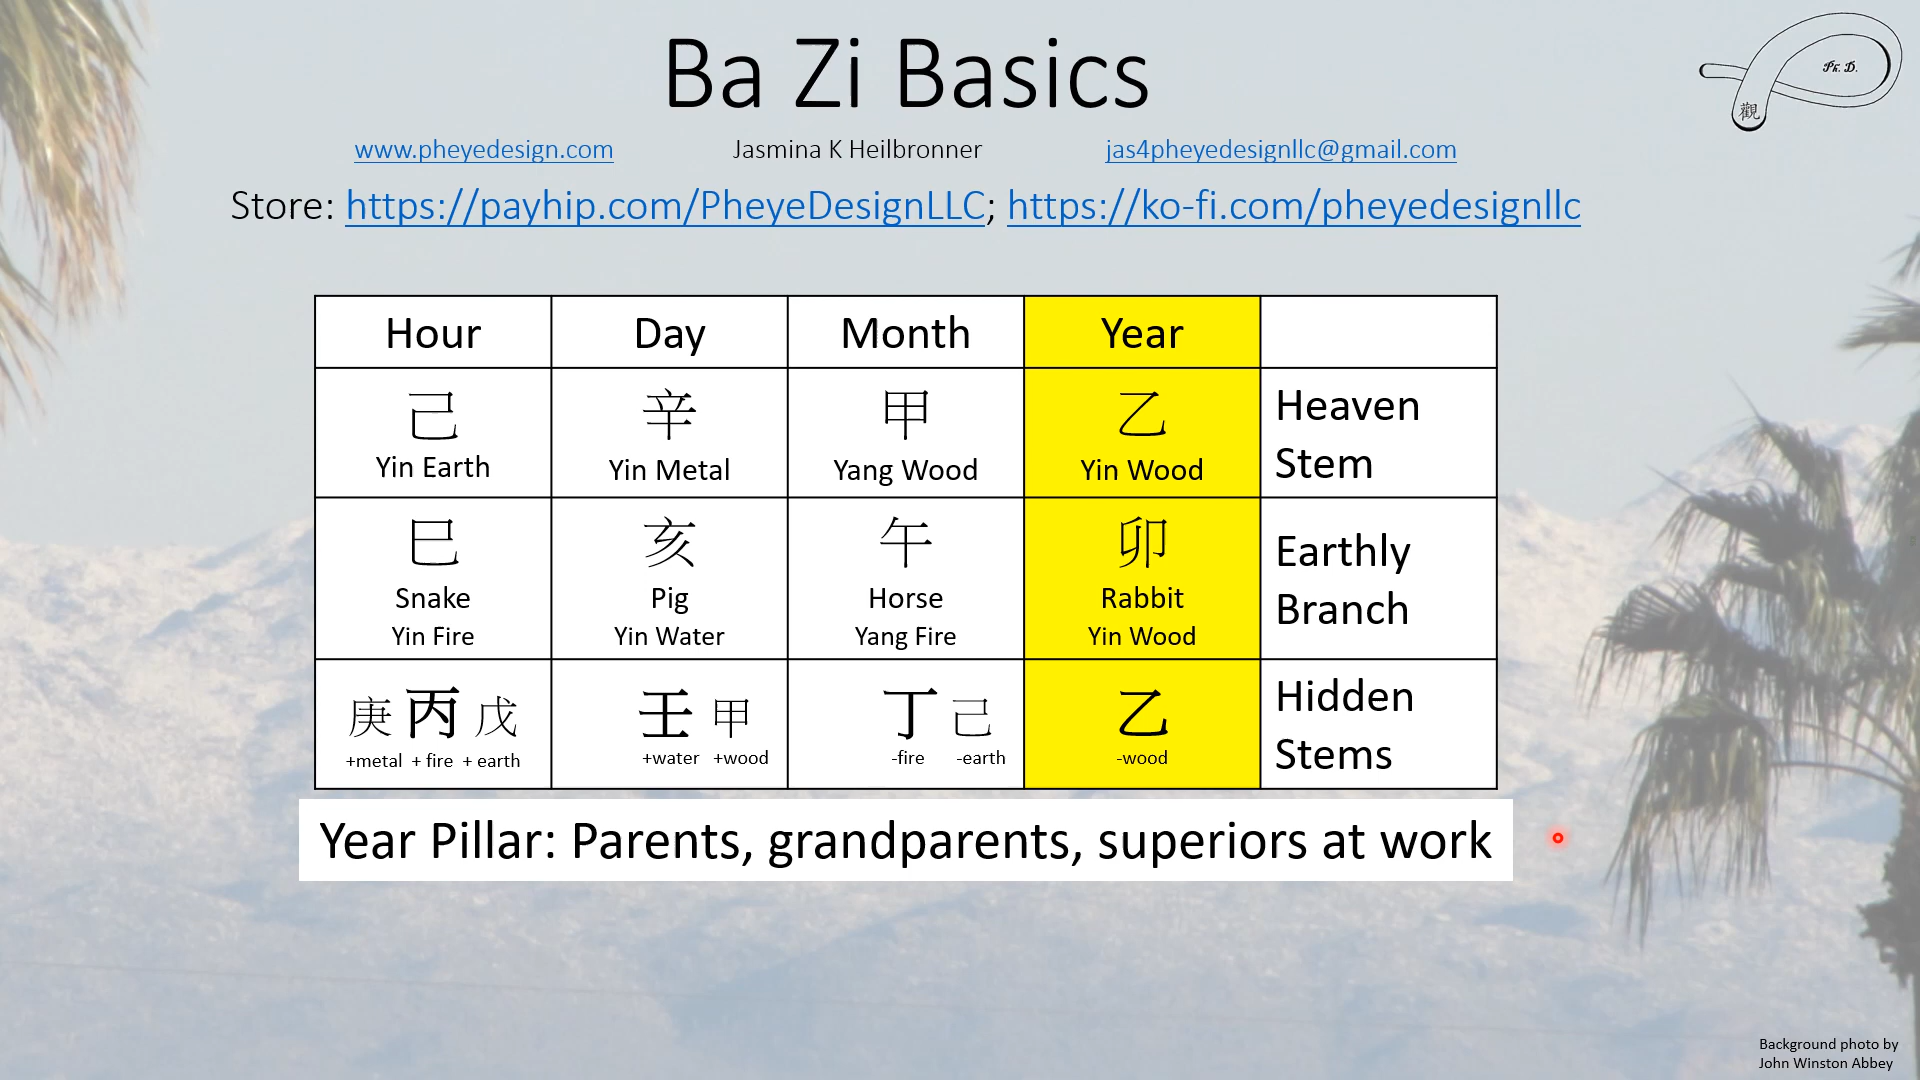 Ba Zi Basics
Ph. D.
觀
www.pheyedesign.com Jasmina K Heilbronner jas4pheyedesignllc@gmail.com
Store: https://payhip.com/PheyeDesignLLC; https://ko-fi.com/pheyedesignllc
Hour Day Month Year
己 辛 甲 乙 Heaven
Yin Earth Yin Metal Yang Wood Yin Wood Stem
巳 亥 午 卯 Earthly
Snake Pig Horse Rabbit Branch
Yin Fire Yin Water Yang Fire Yin Wood
庚 丙 戊 壬 甲 丁 己 乙 Hidden
+metal + fire + earth +water +wood -fire -earth -wood Stems
Year Pillar: Parents, grandparents, superiors at work
Background photo by
John Winston Abbey